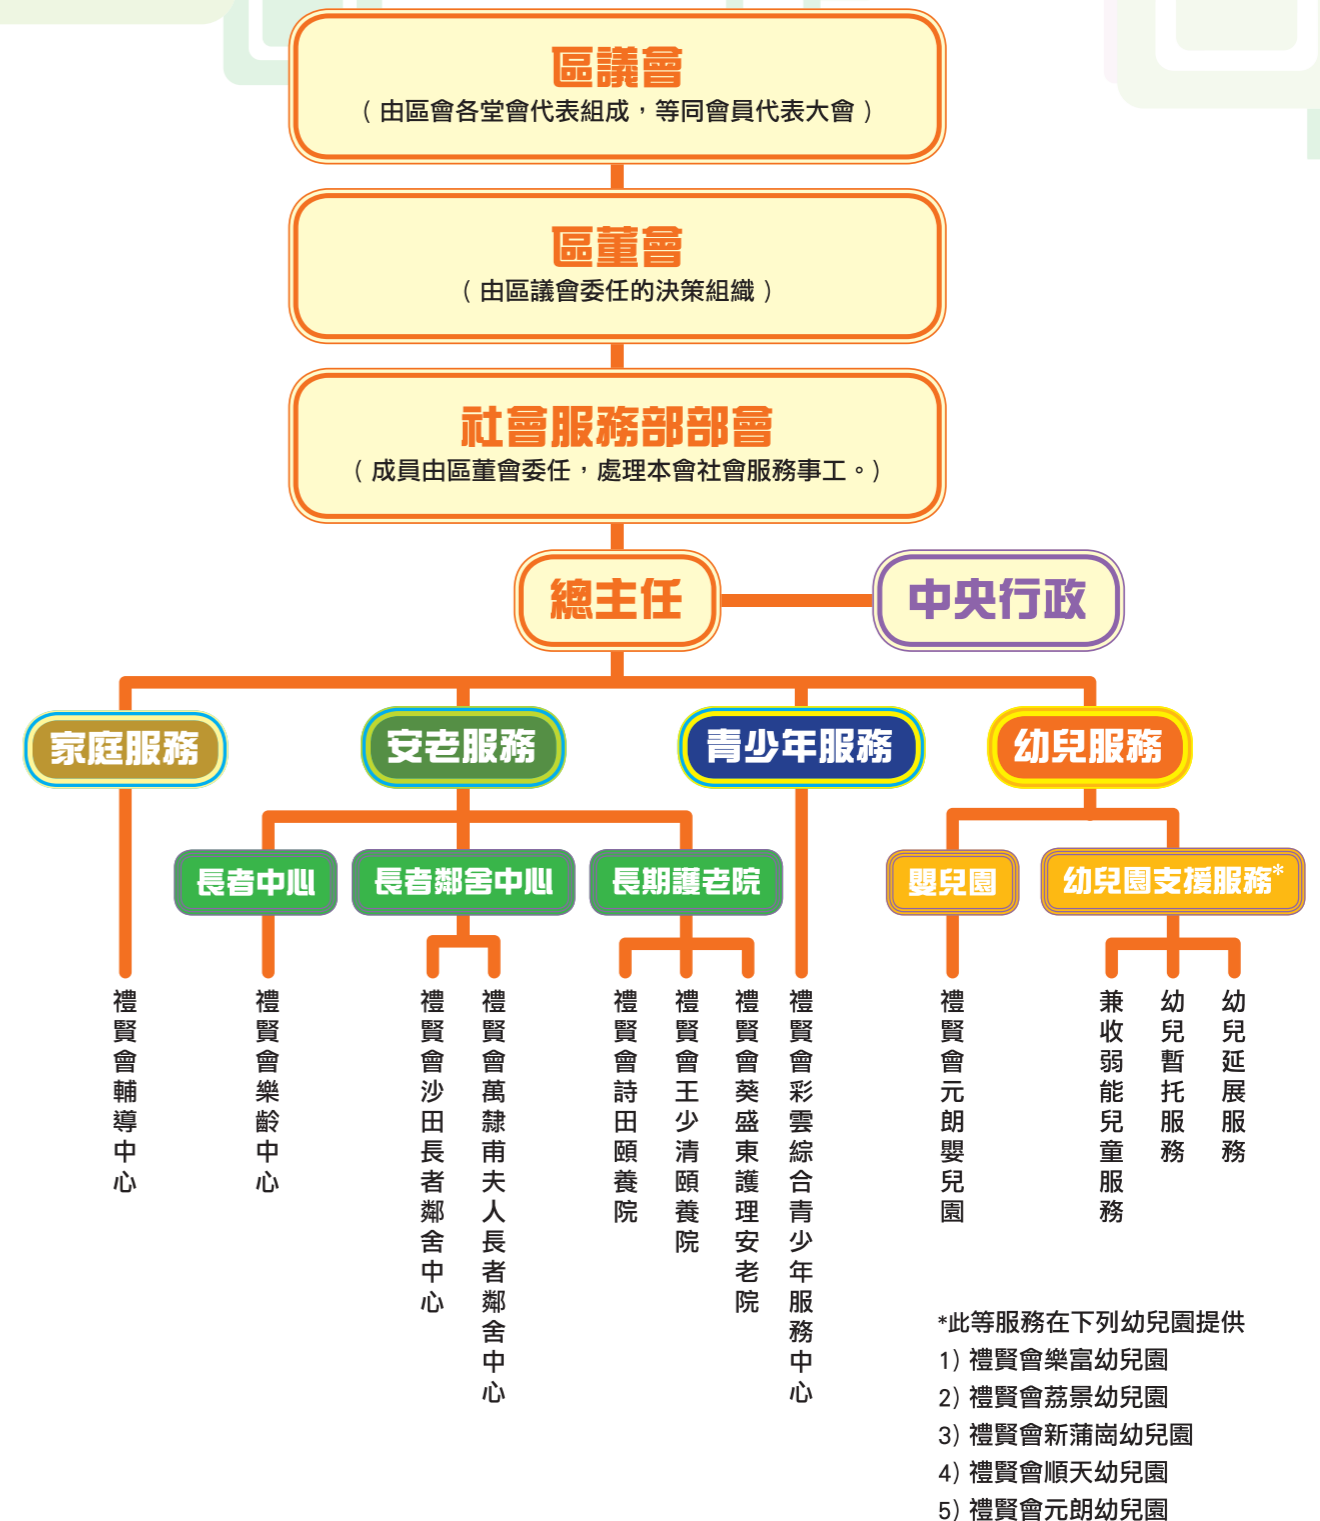 區議會
（由區會各堂會代表組成，等同會員代表大會）
區董會
（由區議會委任的決策組織）
社會服務部部會
（成員由區董會委任，處理本會社會服務事工。）
總主任
中央行政
家庭服務
安老服務
青少年服務
幼兒服務
長者中心
長者鄰舍中心
長期護老院
嬰兒園
幼兒園支援服務*
禮賢會輔導中心
禮賢會樂齡中心
禮賢會沙田長者鄰舍中心
禮賢會萬隸甫夫人長者鄰舍中心
禮賢會詩田頤養院
禮賢會王少清頤養院
禮賢會葵盛東護理安老院
禮賢會彩雲綜合青少年服務中心
禮賢會元朗嬰兒園
兼收弱能兒童服務
幼兒暫托服務
幼兒延展服務
*此等服務在下列幼兒園提供
1）禮賢會樂富幼兒園
2）禮賢會荔景幼兒園
3）禮賢會新蒲崗幼兒園
4）禮賢會順天幼兒園
5）禮賢會元朗幼兒園